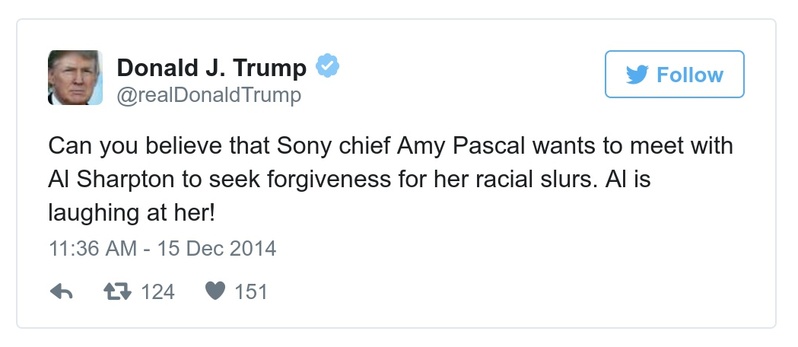 Donald J. Trump
@realDonaldTrump
Follow
Can you believe that Sony chief Amy Pascal wants to meet with
Al Sharpton to seek forgiveness for her racial slurs. Al is
laughing at her!
11:36 AM - 15 Dec 2014
124 151